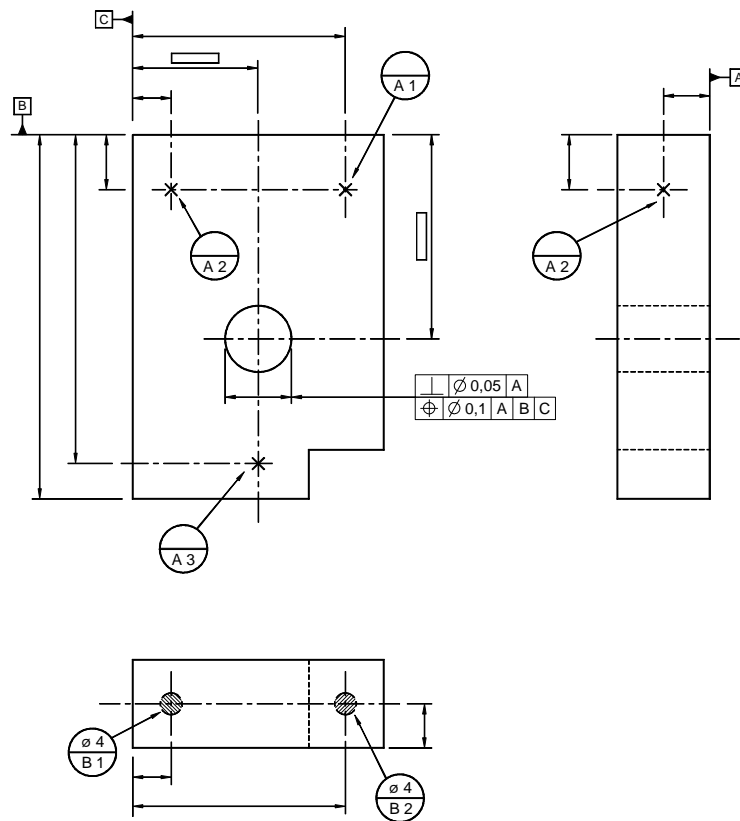 C
A 1
A
B
A 2
A 2
⊥ Ø 0,05 A
⌖ Ø 0,1 A B C
A 3
ø 4
B 1
ø 4
B 2